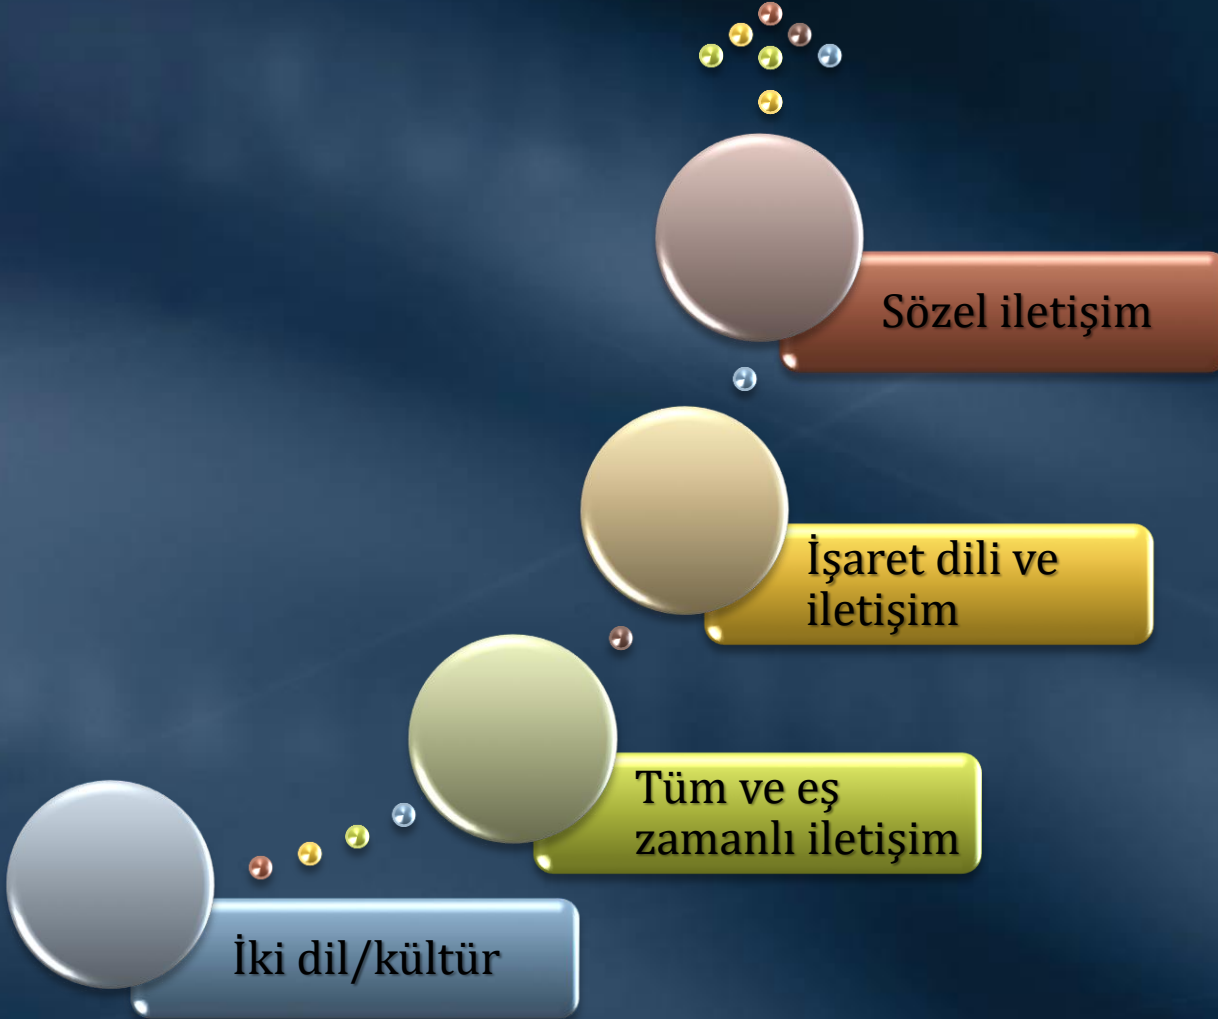 Sözel iletişim
İşaret dili ve
iletişim
Tüm ve eş
zamanlı iletişim
İki dil/kültür